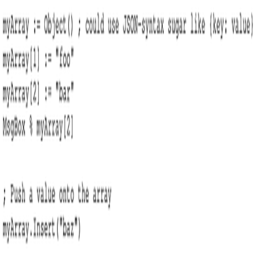 myArray := Object() ; could use JSON-syntax sugar like {key: value}
myArray[1] := "foo"
myArray[2] := "bar"
MsgBox % myArray[2]
; Push a value onto the array
myArray.Insert("baz")